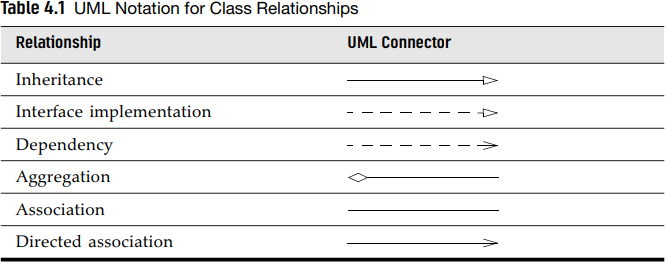 Table 4.1 UML Notation for Class Relationships
Relationship UML Connector
Inheritance
Interface implementation
Dependency
Aggregation
Association
Directed association